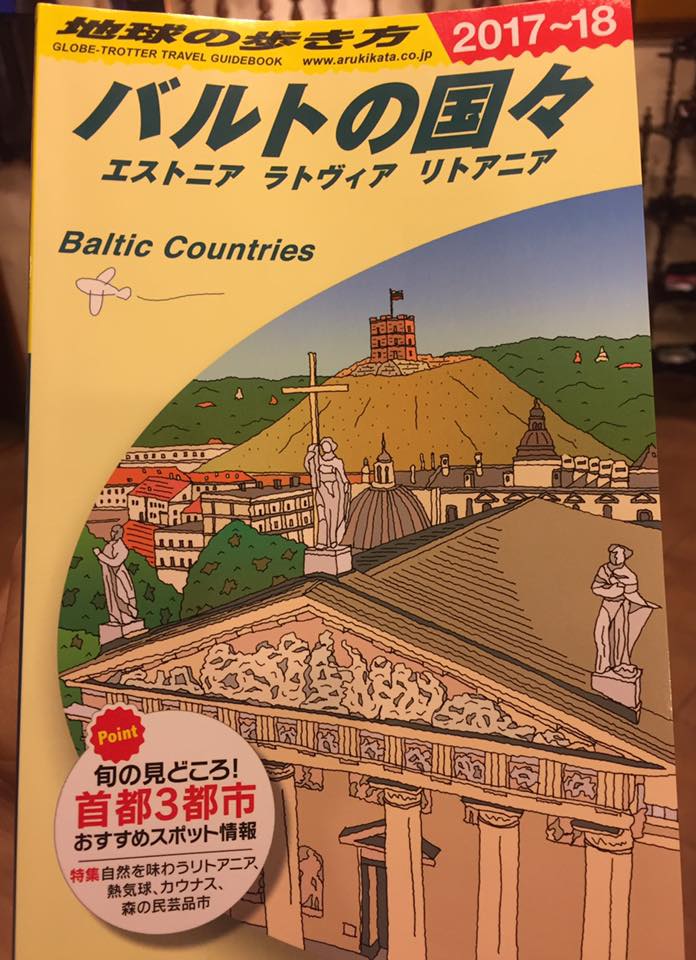 地球の歩き方
GLOBE-TROTTER TRAVEL GUIDEBOOK www.arukikata.co.jp
2017~18
バルトの国々
エストニア ラトヴィア リトアニア
Baltic Countries
Point
旬の見どころ!
首都3都市
おすすめスポット情報
特集 自然を味わうリトアニア、
熱気球、カウナス、
森の民芸品市